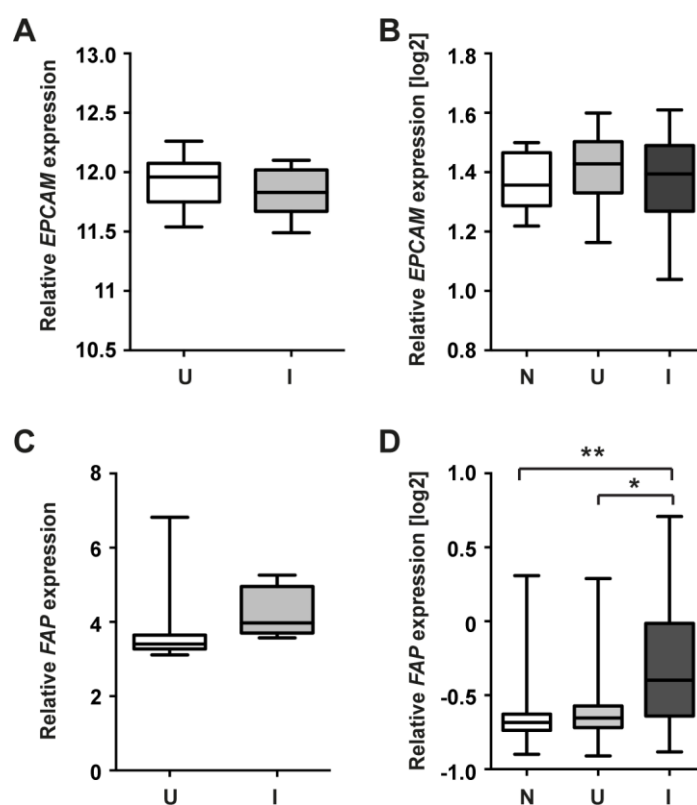 A
Relative EPCAM expression
13.0
12.5
12.0
11.5
11
10.5
U I
B
Relative EPCAM expression [log2]
1.8
1.6
1.4
1.2
1.0
0.8
N U I
C
Relative FAP expression
8
6
4
2
0
U I
D
Relative FAP expression [log2]
1.0
0.5
0
-0.5
-1.0
**
*
N U I